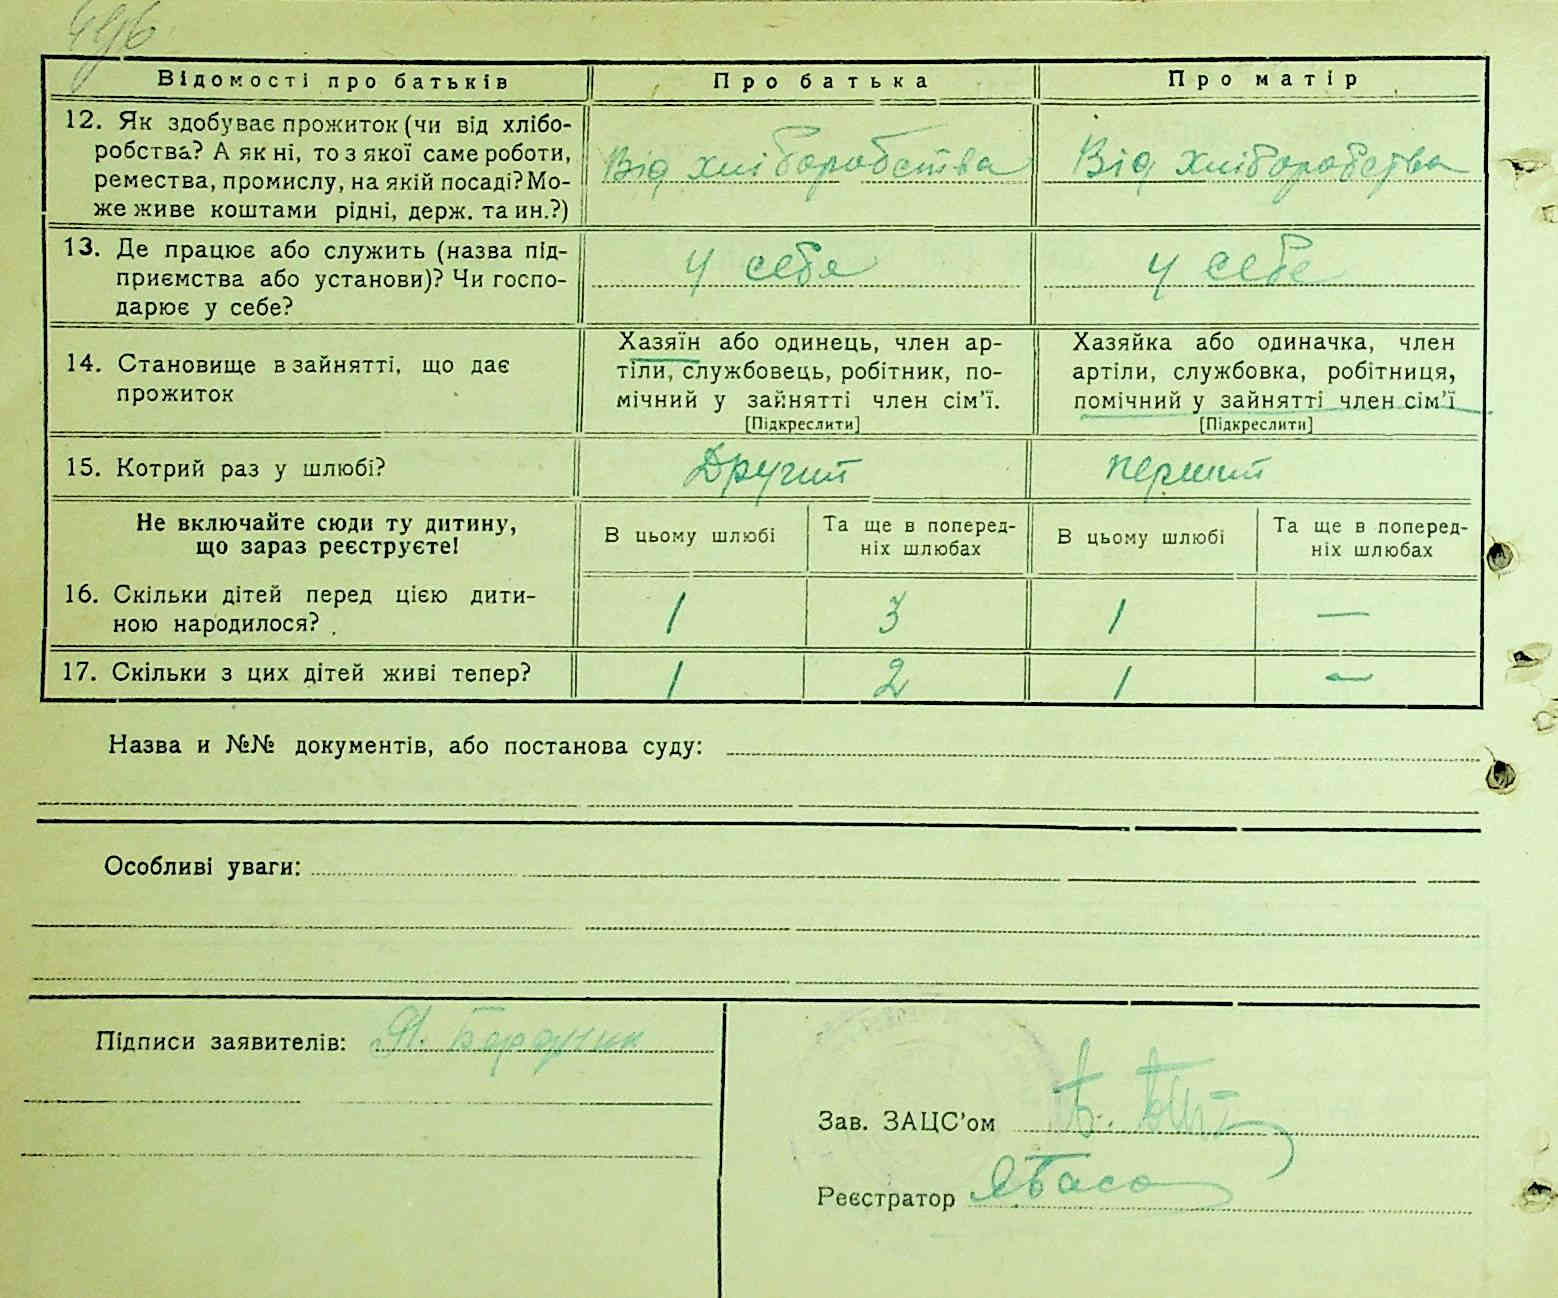 496
Відомості про батьків Про батька Про матір
12. Як здобуває прожиток (чи від хлібо-
робства? А як ні, то з якої саме роботи,
ремества, промислу, на якій посаді? Мо-
же живе коштами рідні, держ. та ин.?)
Від хліборобства Від хліборобства
13. Де працює або служить (назва під-
приємства або установи)? Чи госпо-
дарює у себе?
У себе У себе
14. Становище в зайнятті, що дає
прожиток
Хазяїн або одинець, член ар-
тіли, службовець, робітник, по-
мічний у зайнятті член сім'ї.
[Підкреслити]
Хазяйка або одиначка, член
артіли, службовка, робітниця,
помічний у зайнятті член сім'ї
[Підкреслити]
15. Котрий раз у шлюбі? Другий перший
Не включайте сюди ту дитину,
що зараз реєструєте!
В цьому шлюбі
Та ще в поперед-
ніх шлюбах
В цьому шлюбі
Та ще в поперед-
ніх шлюбах
16. Скільки дітей перед цією дити-
ною народилося?
1 3 1 —
17. Скільки з цих дітей живі тепер? 1 2 1 —
Назва и №№ документів, або постанова суду:
Особливі уваги:
Підписи заявителів:
Зав. ЗАЦС'ом
Реєстратор